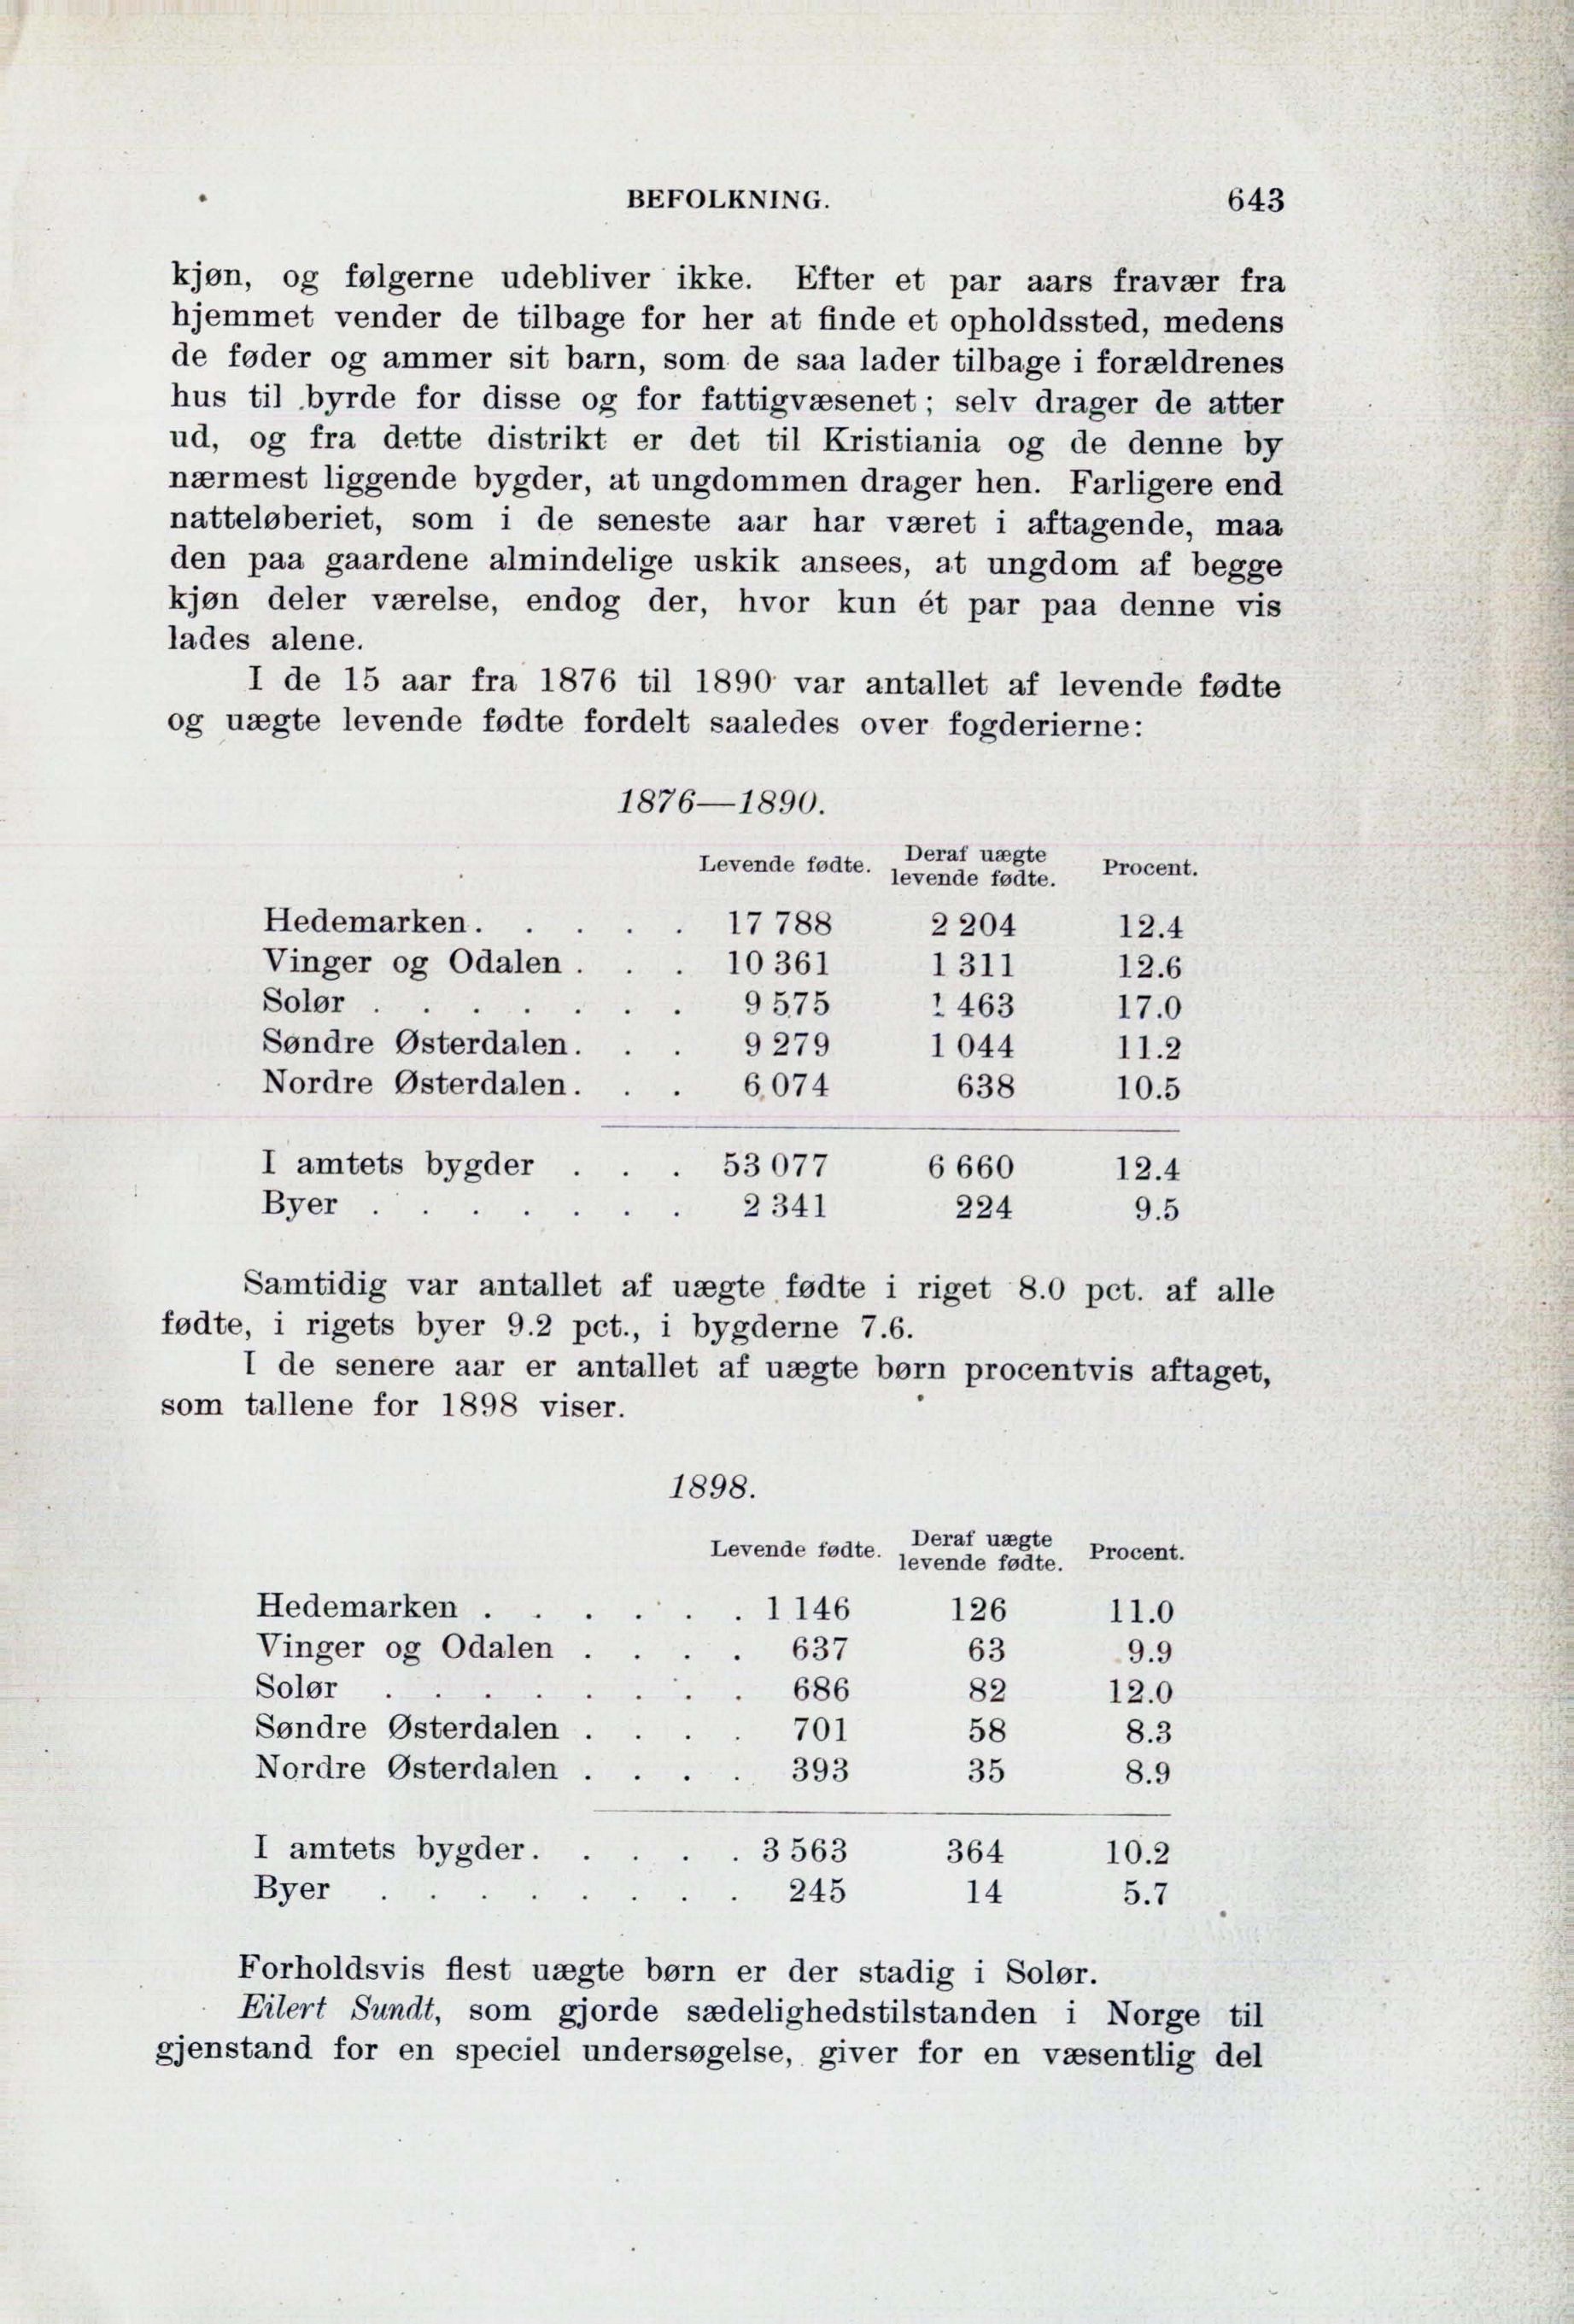 BEFOLKNING. 643
kjøn, og følgerne udebliver ikke. Efter et par aars fravær fra
hjemmet vender de tilbage for her at finde et opholdssted, medens
de føder og ammer sit barn, som de saa lader tilbage i forældrenes
hus til byrde for disse og for fattigvæsenet; selv drager de atter
ud, og fra dette distrikt er det til Kristiania og de denne by
nærmest liggende bygder, at ungdommen drager hen. Farligere end
natteløberiet, som i de seneste aar har været i aftagende, maa
den paa gaardene almindelige uskik ansees, at ungdom af begge
kjøn deler værelse, endog der, hvor kun ét par paa denne vis
lades alene.
I de 15 aar fra 1876 til 1890 var antallet af levende fødte
og uægte levende fødte fordelt saaledes over fogderierne:
1876—1890.
Levende fødte. Deraf uægte levende fødte. Procent.
Hedemarken. . . . . 17 788 2 204 12.4
Vinger og Odalen . . . 10 361 1 311 12.6
Solør . . . . . . . 9 575 1 463 17.0
Søndre Østerdalen. . . 9 279 1 044 11.2
Nordre Østerdalen. . . 6 074 638 10.5
I amtets bygder . . . 53 077 6 660 12.4
Byer . . . . . . . 2 341 224 9.5
Samtidig var antallet af uægte fødte i riget 8.0 pct. af alle
fødte, i rigets byer 9.2 pct., i bygderne 7.6.
I de senere aar er antallet af uægte børn procentvis aftaget,
som tallene for 1898 viser.
1898.
Levende fødte. Deraf uægte levende fødte. Procent.
Hedemarken . . . . . . 1 146 126 11.0
Vinger og Odalen . . . . 637 63 9.9
Solør . . . . . . . . 686 82 12.0
Søndre Østerdalen . . . . 701 58 8.3
Nordre Østerdalen . . . . 393 35 8.9
I amtets bygder. . . . . 3 563 364 10.2
Byer . . . . . . . . 245 14 5.7
Forholdsvis flest uægte børn er der stadig i Solør.
Eilert Sundt, som gjorde sædelighedstilstanden i Norge til
gjenstand for en speciel undersøgelse, giver for en væsentlig del